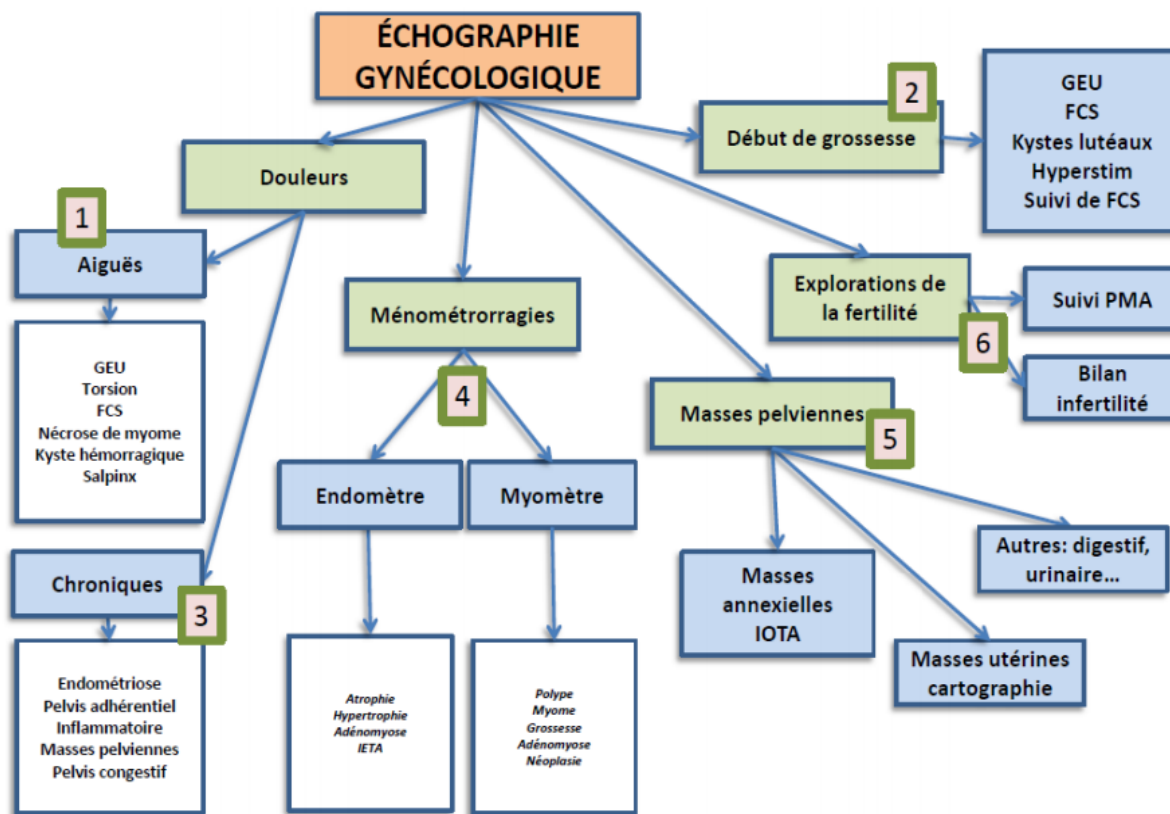 ÉCHOGRAPHIE
GYNÉCOLOGIQUE
2
Début de grossesse
GEU
FCS
Kystes lutéaux
Hyperstim
Suivi de FCS
Douleurs
1
Aiguës
GEU
Torsion
FCS
Nécrose de myome
Kyste hémorragique
Salpinx
Chroniques
3
Endométriose
Pelvis adhérentiel
Inflammatoire
Masses pelviennes
Pelvis congestif
Ménométrorragies
4
Endomètre
Myomètre
Atrophie
Hypertrophie
Adénomyose
IETA
Polype
Myome
Grossesse
Adénomyose
Néoplasie
Explorations de
la fertilité
6
Suivi PMA
Bilan
infertilité
Masses pelviennes
5
Masses
annexielles
IOTA
Masses utérines
cartographie
Autres: digestif,
urinaire...